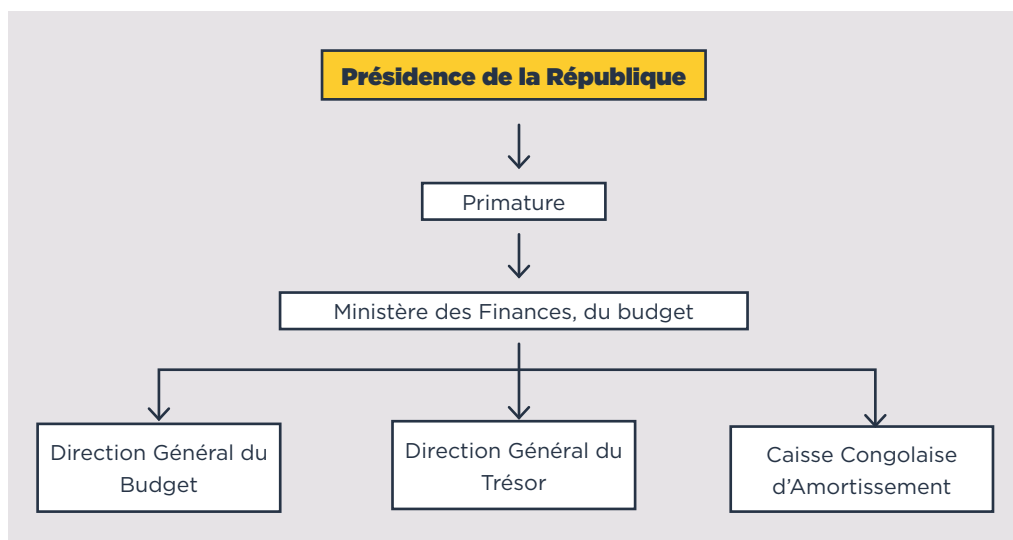 Présidence de la République
Primature
Ministère des Finances, du budget
Direction Général du
Budget
Direction Général du
Trésor
Caisse Congolaise
d’Amortissement